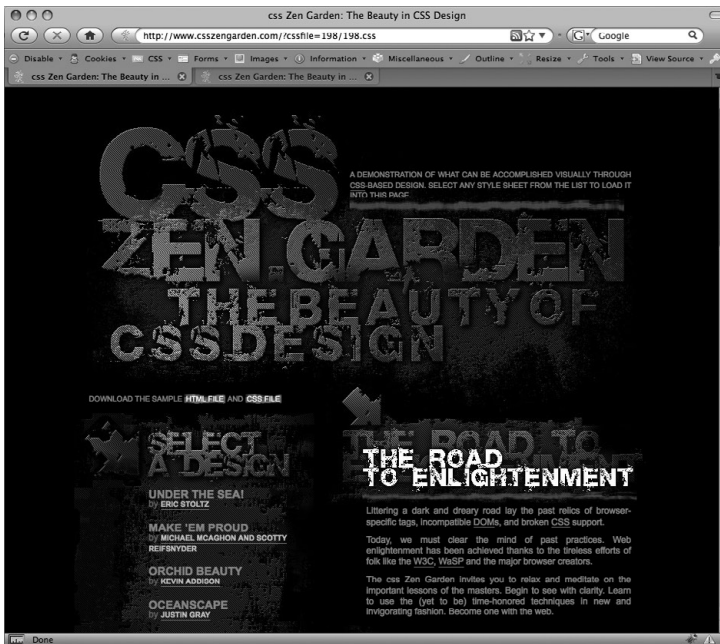 css Zen Garden: The Beauty in CSS Design
http://www.csszengarden.com/?cssfile=198/198.css
Google
Disable Cookies CSS Forms Images Information Miscellaneous Outline Resize Tools View Source
css Zen Garden: The Beauty in ... css Zen Garden: The Beauty in ...
CSS
A DEMONSTRATION OF WHAT CAN BE ACCOMPLISHED VISUALLY THROUGH
CSS-BASED DESIGN. SELECT ANY STYLE SHEET FROM THE LIST TO LOAD IT
INTO THIS PAGE.
ZEN.GARDEN
THE BEAUTY OF
CSS DESIGN
DOWNLOAD THE SAMPLE HTML FILE AND CSS FILE
SELECT
A DESIGN
UNDER THE SEA!
by ERIC STOLTZ
MAKE 'EM PROUD
by MICHAEL MCAGHON AND SCOTTY
REIFSNYDER
ORCHID BEAUTY
by KEVIN ADDISON
OCEANSCAPE
by JUSTIN GRAY
THE ROAD
TO ENLIGHTENMENT
Littering a dark and dreary road lay the past relics of browser-
specific tags, incompatible DOMs, and broken CSS support.
Today, we must clear the mind of past practices. Web
enlightenment has been achieved thanks to the tireless efforts of
folk like the W3C, WaSP and the major browser creators.
The css Zen Garden invites you to relax and meditate on the
important lessons of the masters. Begin to see with clarity. Learn
to use the (yet to be) time-honored techniques in new and
invigorating fashion. Become one with the web.
Done